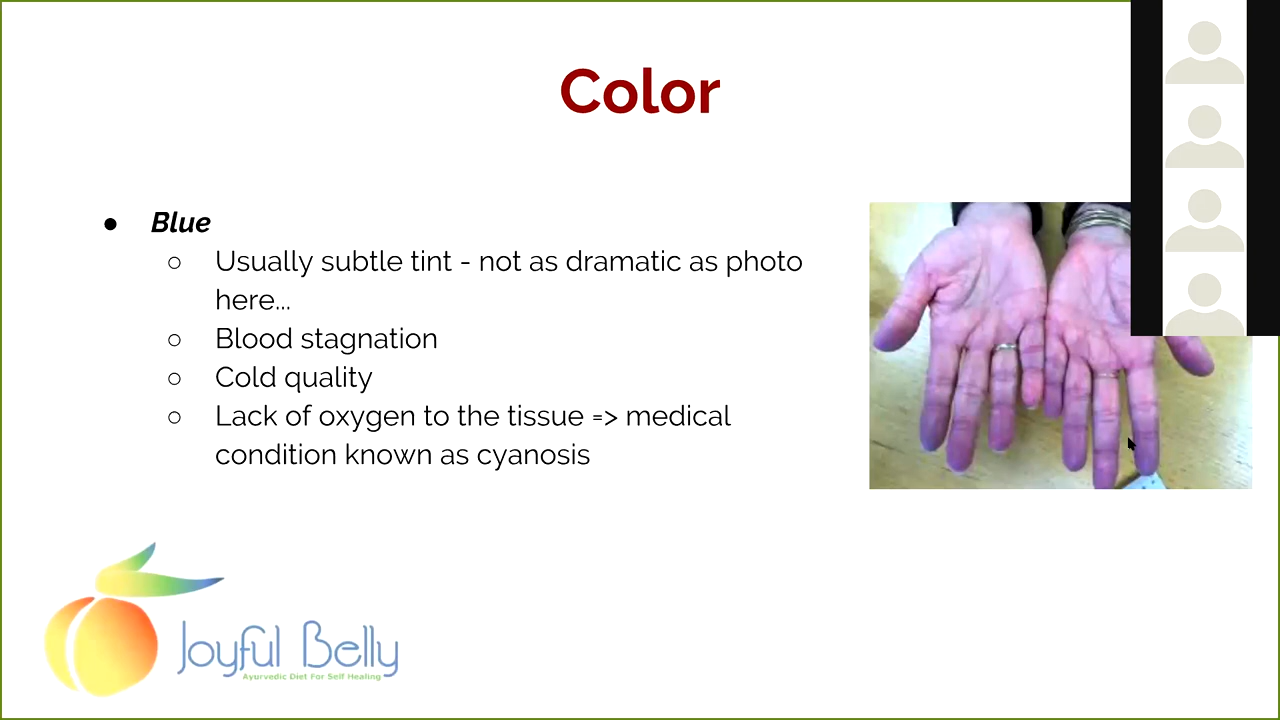 Color
● Blue
○ Usually subtle tint - not as dramatic as photo
here...
○ Blood stagnation
○ Cold quality
○ Lack of oxygen to the tissue => medical
condition known as cyanosis
Joyful Belly
Ayurvedic Diet For Self Healing